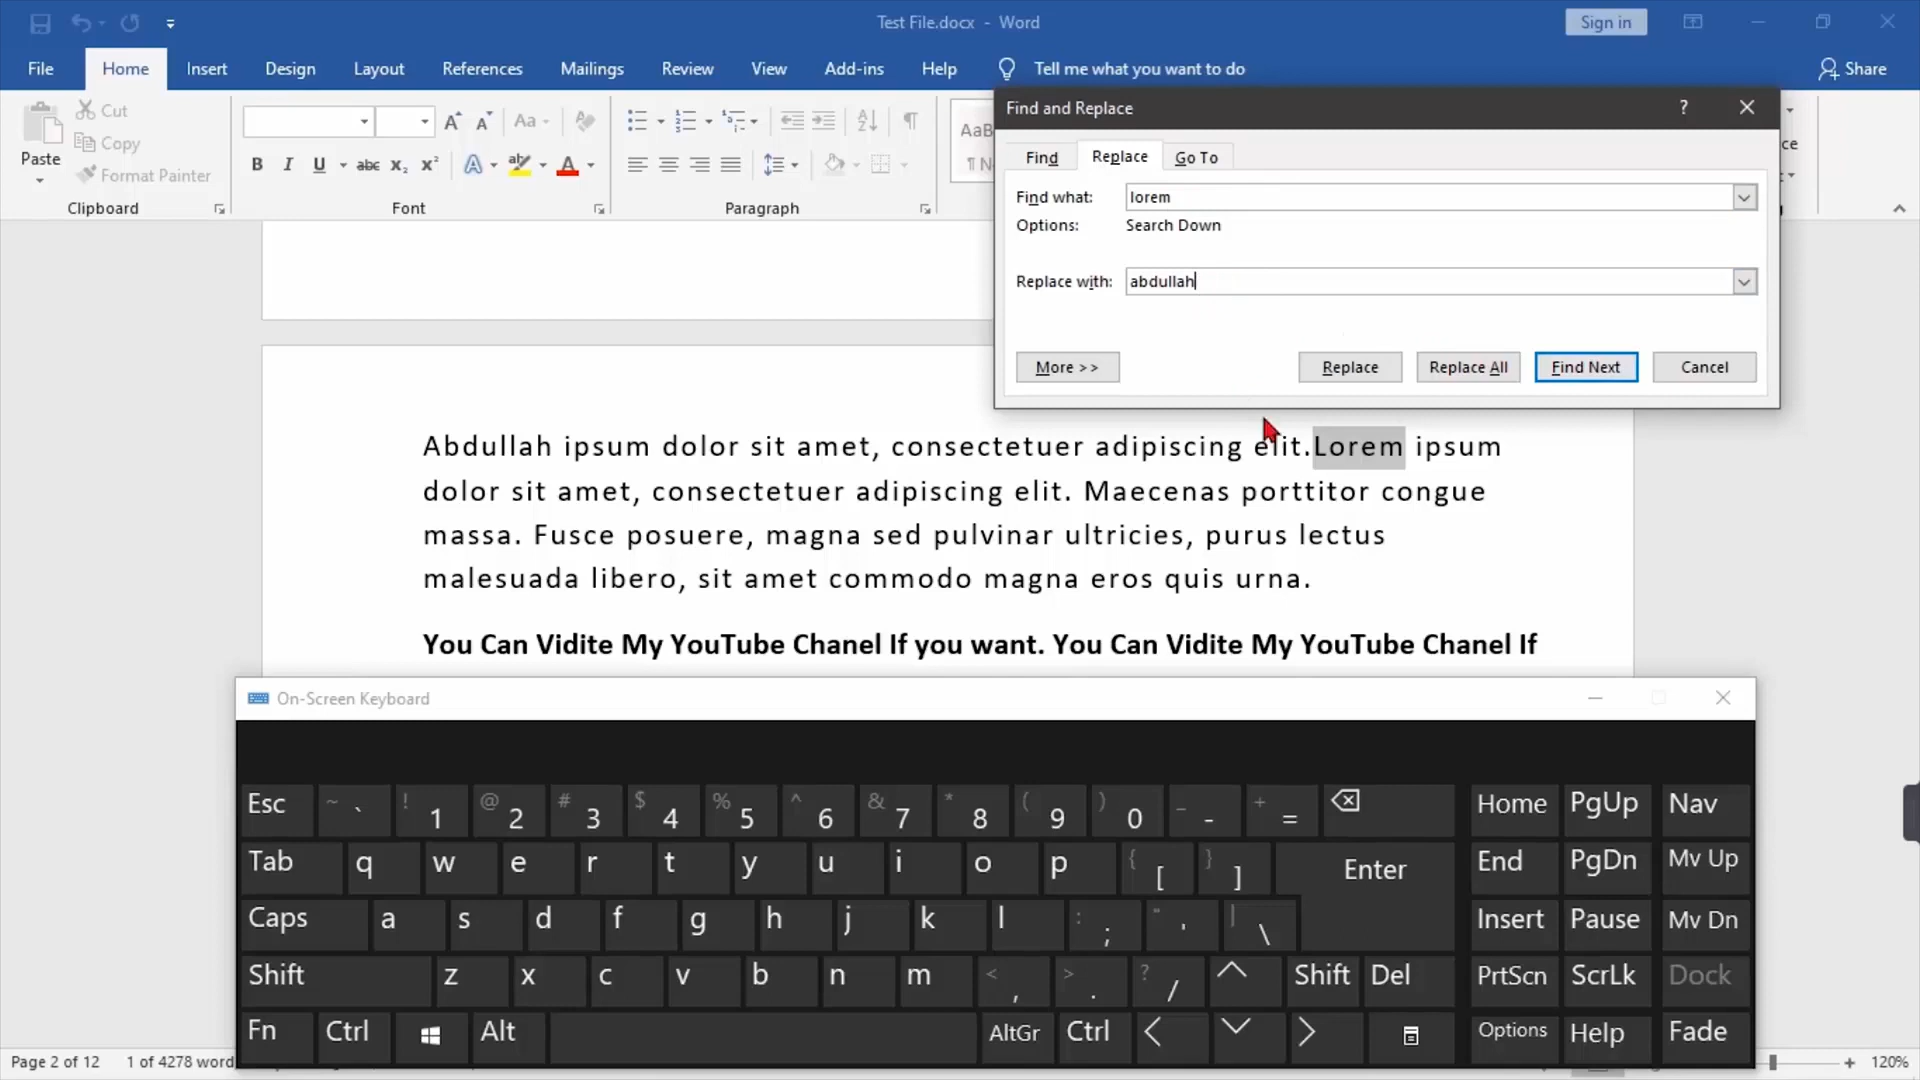 Test File.docx - Word
Sign in
File Home Insert Design Layout References Mailings Review View Add-ins Help Tell me what you want to do Share
Paste
Cut
Copy
Format Painter
Clipboard
Aa
B I U abc x₂ x² A ab A
Font
Paragraph
AaB
¶ N
ce
Find and Replace
?
Find Replace Go To
Find what: lorem
Options: Search Down
Replace with: abdullah
More >> Replace Replace All Find Next Cancel
Abdullah ipsum dolor sit amet, consectetuer adipiscing elit.Lorem ipsum
dolor sit amet, consectetuer adipiscing elit. Maecenas porttitor congue
massa. Fusce posuere, magna sed pulvinar ultricies, purus lectus
malesuada libero, sit amet commodo magna eros quis urna.
You Can Vidite My YouTube Chanel If you want. You Can Vidite My YouTube Chanel If
On-Screen Keyboard
Esc ~ ` ! 1 @ 2 # 3 $ 4 % 5 ^ 6 & 7 * 8 ( 9 ) 0 _ - + = Home PgUp Nav
Tab q w e r t y u i o p { [ } ] Enter End PgDn Mv Up
Caps a s d f g h j k l : ; " ' | \ Insert Pause Mv Dn
Shift z x c v b n m < , > . ? / Shift Del PrtScn ScrLk Dock
Fn Ctrl Alt AltGr Ctrl Options Help Fade
Page 2 of 12 1 of 4278 word
120%